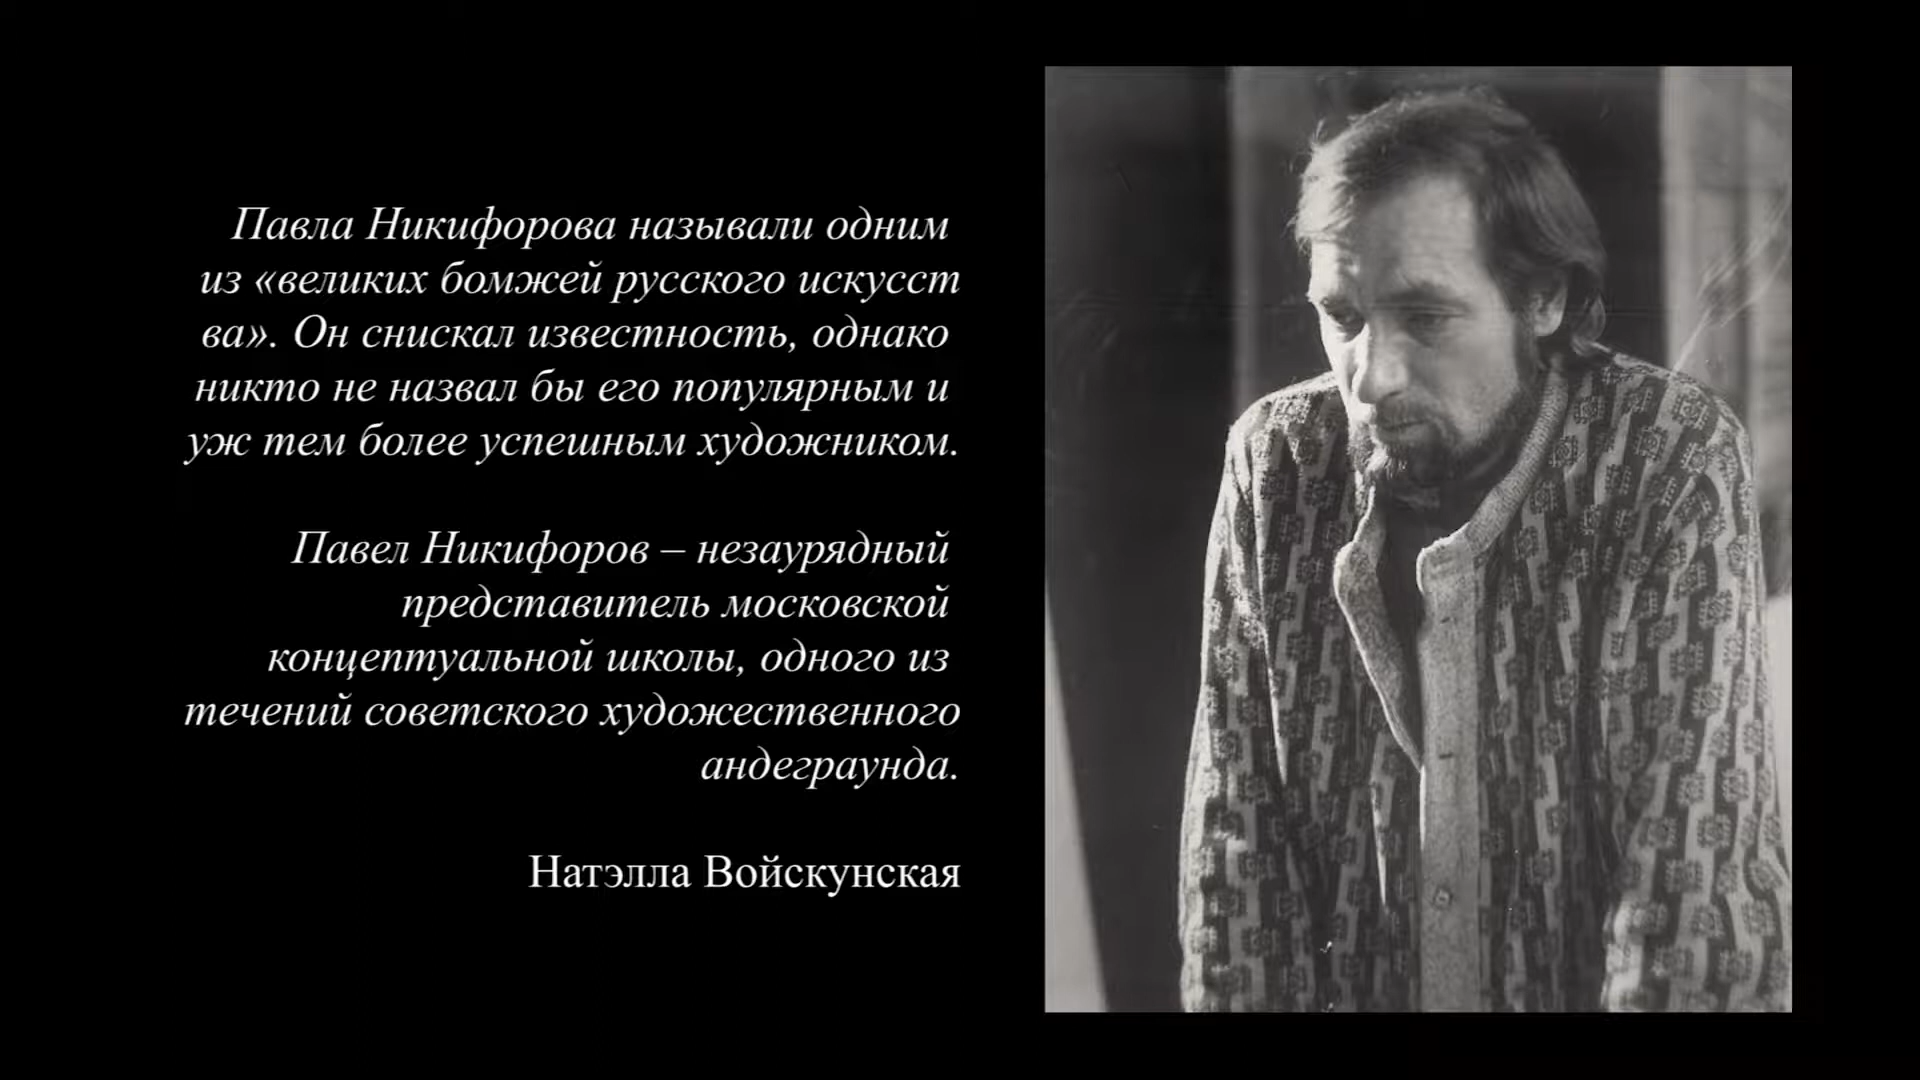 Павла Никифорова называли одним
из «великих бомжей русского искусст
ва». Он снискал известность, однако
никто не назвал бы его популярным и
уж тем более успешным художником.
Павел Никифоров – незаурядный
представитель московской
концептуальной школы, одного из
течений советского художественного
андеграунда.
Натэлла Войскунская